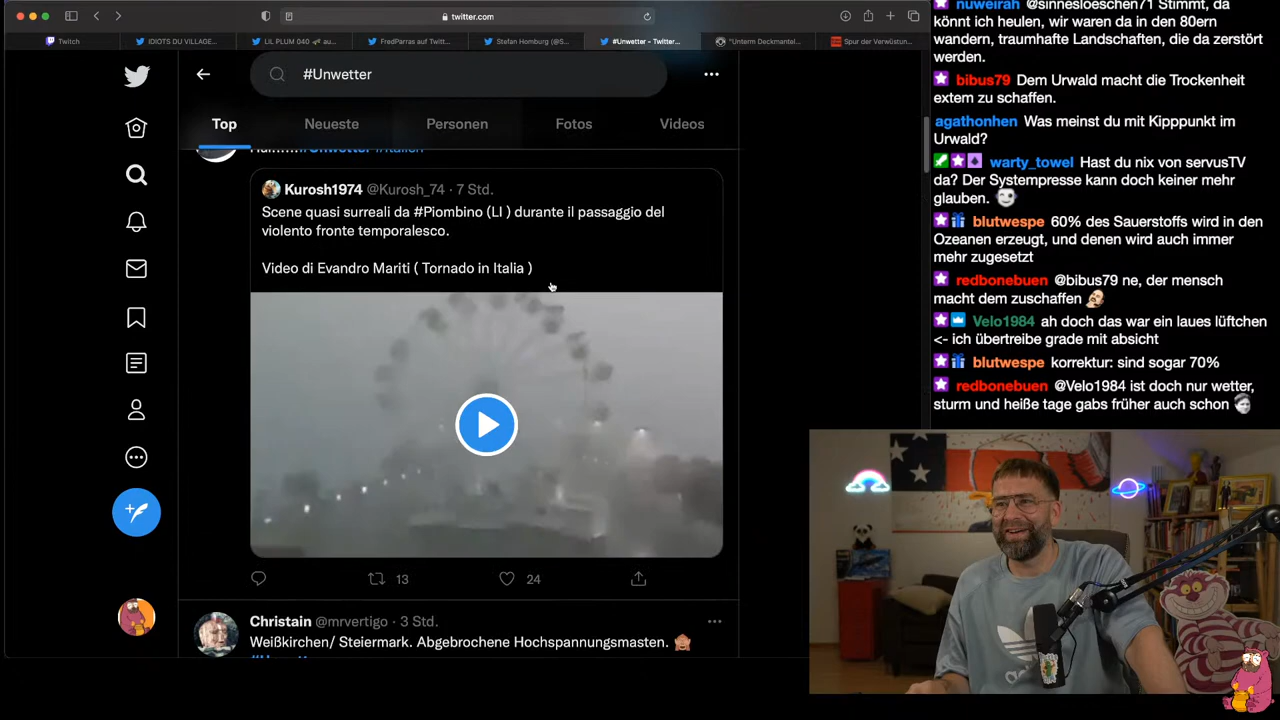 twitter.com
Twitch
IDIOTS DU VILLAGE...
LIL PLUM 040 au...
FredParras auf Twitt...
Stefan Homburg (@S...
#Unwetter - Twitter...
"Unterm Deckmantel...
Spur der Verwüstun...
#Unwetter
Top
Neueste
Personen
Fotos
Videos
Kurosh1974 @Kurosh_74 · 7 Std.
Scene quasi surreali da #Piombino (LI ) durante il passaggio del
violento fronte temporalesco.
Video di Evandro Mariti ( Tornado in Italia )
13
24
Christain @mrvertigo · 3 Std.
Weißkirchen/ Steiermark. Abgebrochene Hochspannungsmasten.
nuweirah @sinnesloeschen71 Stimmt, da
könnt ich heulen, wir waren da in den 80ern
wandern, traumhafte Landschaften, die da zerstört
werden.
bibus79 Dem Urwald macht die Trockenheit
extem zu schaffen.
agathonhen Was meinst du mit Kipppunkt im
Urwald?
warty_towel Hast du nix von servusTV
da? Der Systempresse kann doch keiner mehr
glauben.
blutwespe 60% des Sauerstoffs wird in den
Ozeanen erzeugt, und denen wird auch immer
mehr zugesetzt
redbonebuen @bibus79 ne, der mensch
macht dem zuschaffen
Velo1984 ah doch das war ein laues lüftchen
<- ich übertreibe grade mit absicht
blutwespe korrektur: sind sogar 70%
redbonebuen @Velo1984 ist doch nur wetter,
sturm und heiße tage gabs früher auch schon
adidas